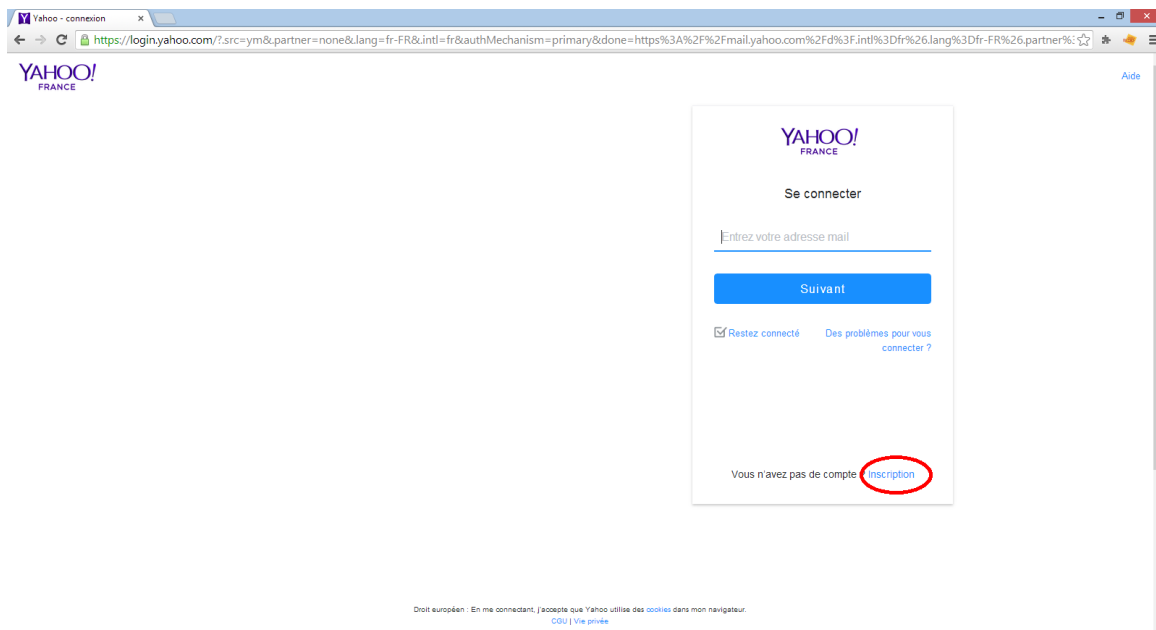 Yahoo - connexion
https://login.yahoo.com/?.src=ym&.partner=none&.lang=fr-FR&.intl=fr&authMechanism=primary&done=https%3A%2F%2Fmail.yahoo.com%2Fd%3F.intl%3Dfr%26.lang%3Dfr-FR%26.partner%
YAHOO!
FRANCE
Aide
YAHOO!
FRANCE
Se connecter
Entrez votre adresse mail
Suivant
Restez connecté
Des problèmes pour vous
connecter ?
Vous n'avez pas de compte ? Inscription
Droit européen : En me connectant, j'accepte que Yahoo utilise des cookies dans mon navigateur.
CGU | Vie privée